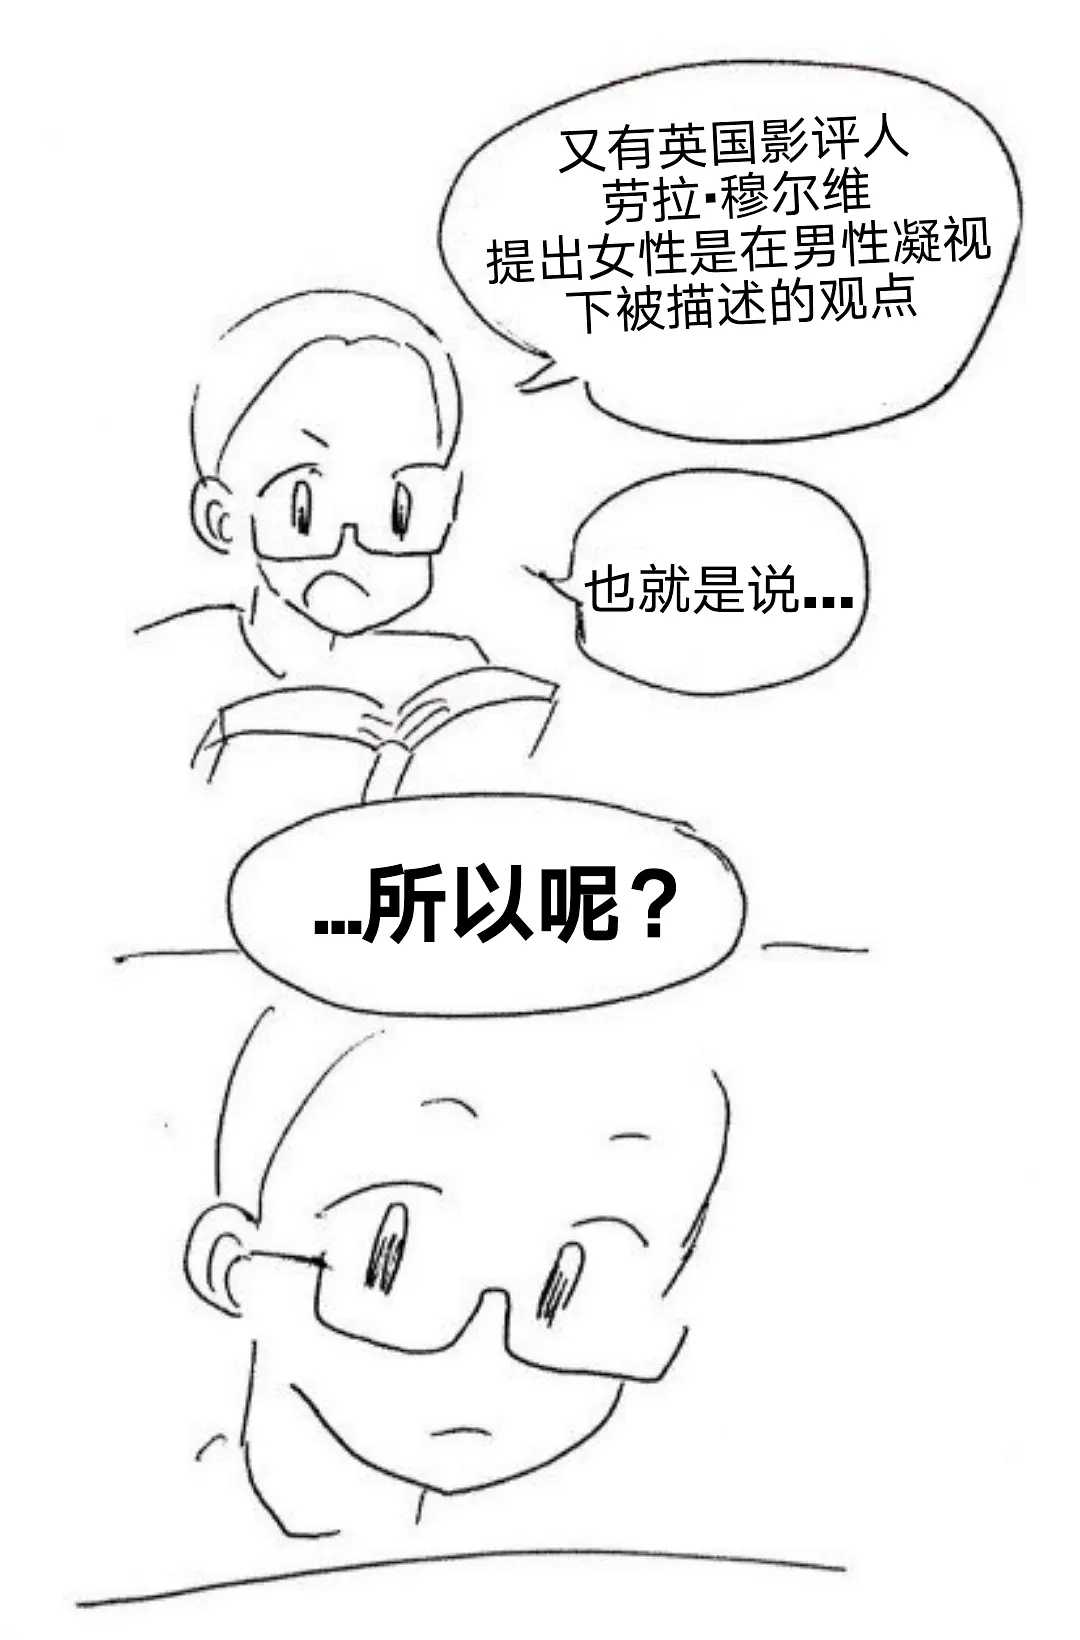 又有英国影评人
劳拉·穆尔维
提出女性是在男性凝视
下被描述的观点
也就是说...
...所以呢？